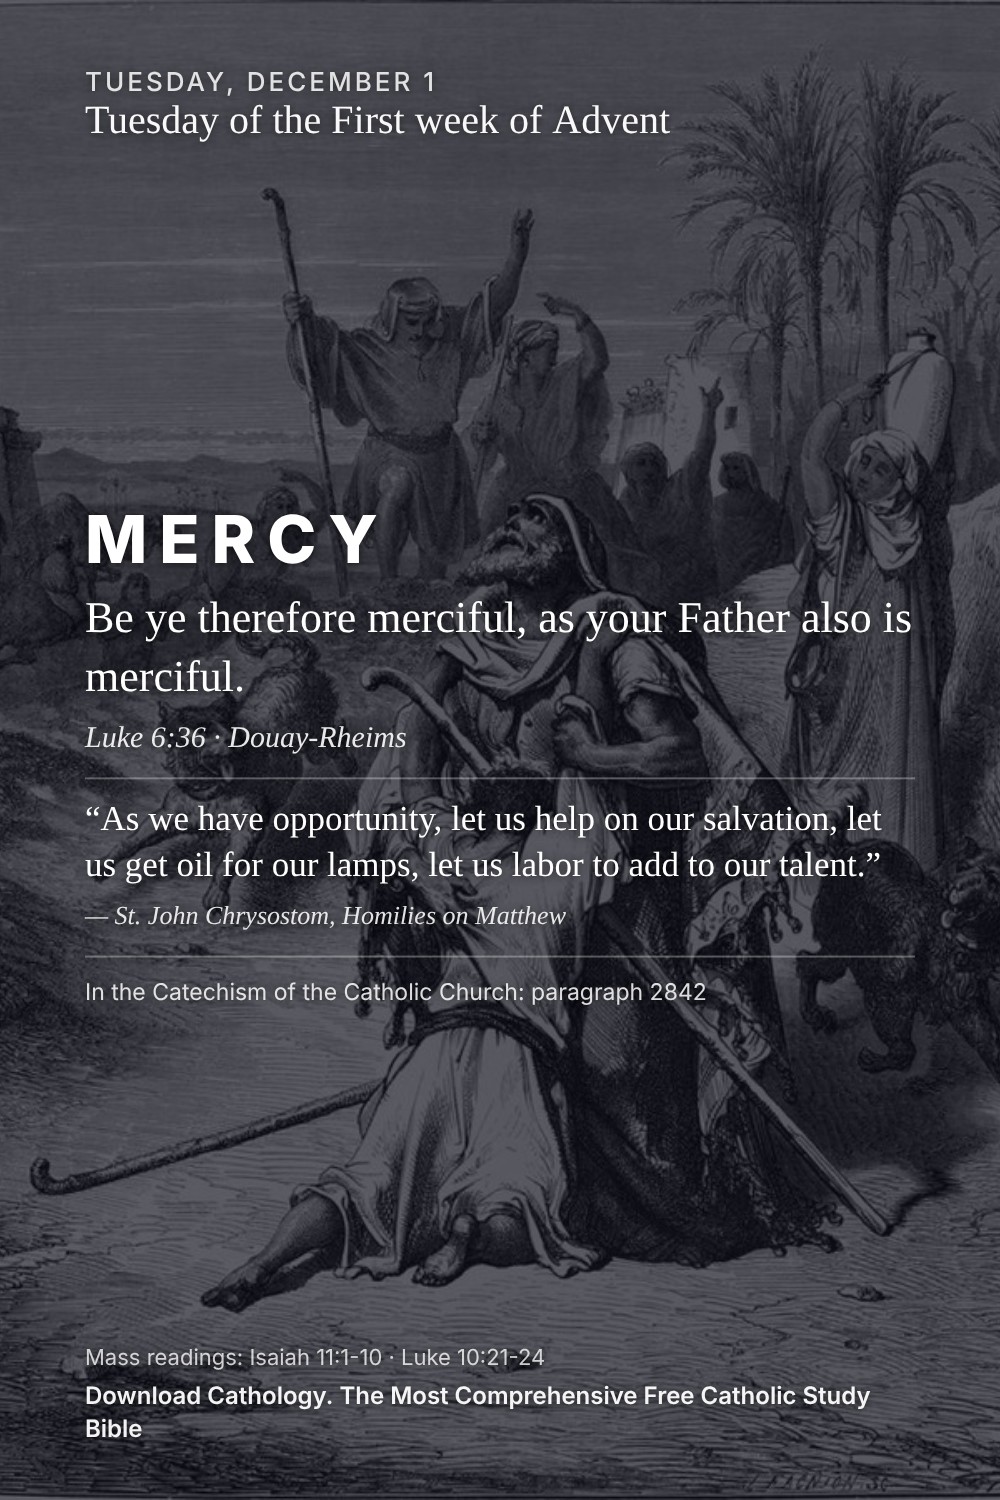 TUESDAY, DECEMBER 1
Tuesday of the First week of Advent
MERCY
Be ye therefore merciful, as your Father also is
merciful.
Luke 6:36 · Douay-Rheims
“As we have opportunity, let us help on our salvation, let
us get oil for our lamps, let us labor to add to our talent.”
— St. John Chrysostom, Homilies on Matthew
In the Catechism of the Catholic Church: paragraph 2842
Mass readings: Isaiah 11:1-10 · Luke 10:21-24
Download Cathology. The Most Comprehensive Free Catholic Study
Bible